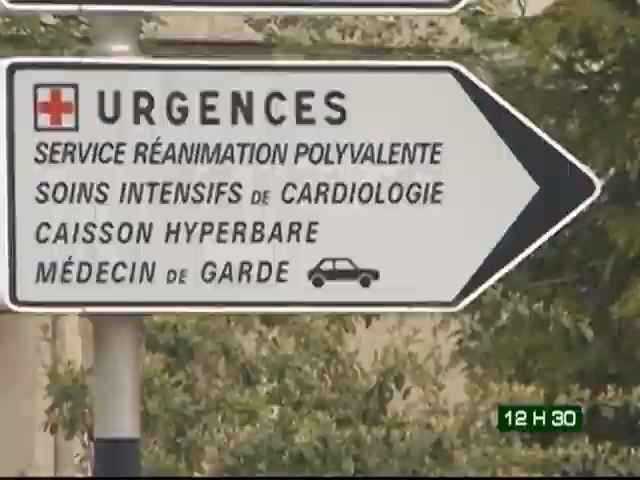 URGENCES
SERVICE RÉANIMATION POLYVALENTE
SOINS INTENSIFS DE CARDIOLOGIE
CAISSON HYPERBARE
MÉDECIN DE GARDE
12 H 30